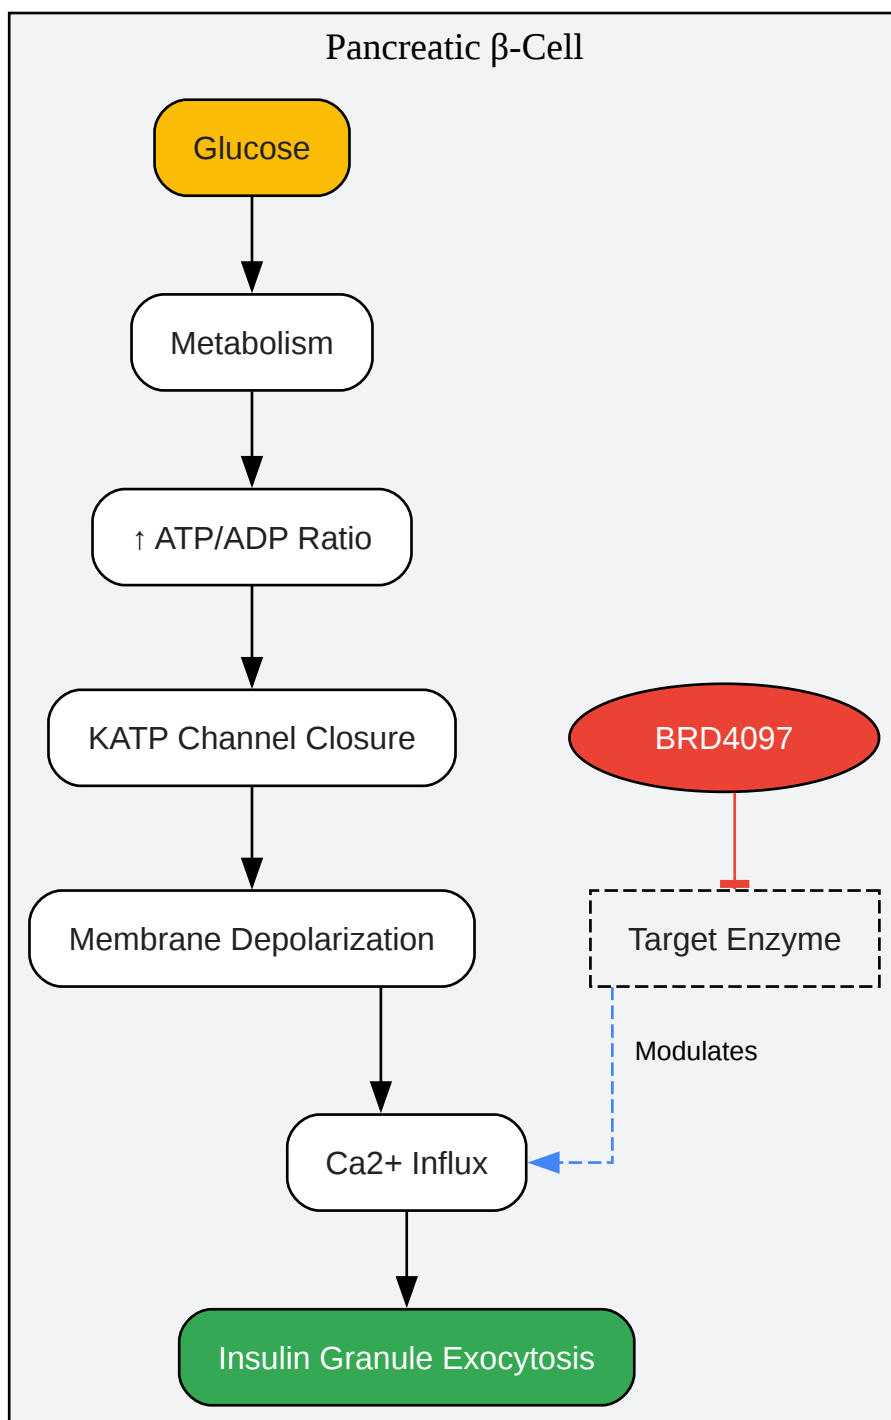 Pancreatic β-Cell
Glucose
Metabolism
↑ ATP/ADP Ratio
KATP Channel Closure
BRD4097
Membrane Depolarization
Target Enzyme
Modulates
Ca2+ Influx
Insulin Granule Exocytosis